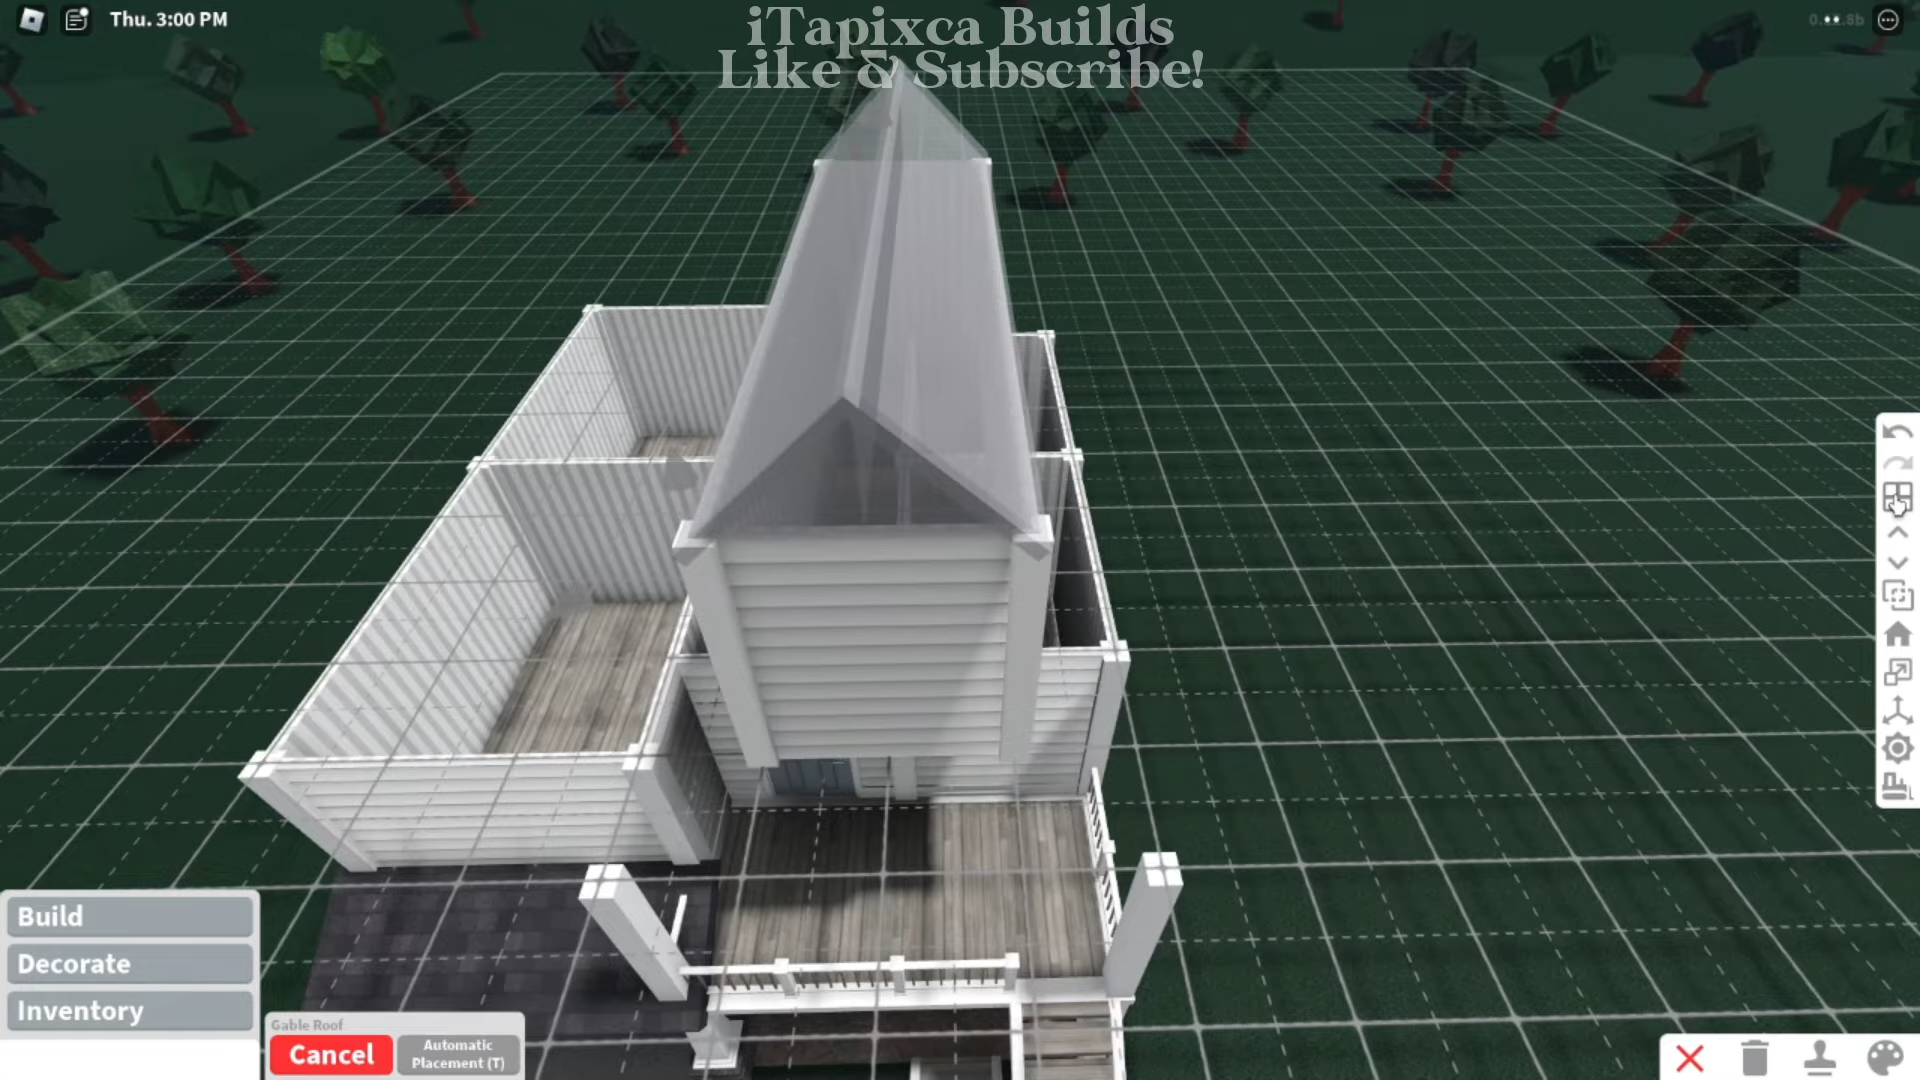 Thu. 3:00 PM
iTapixca Builds
Like & Subscribe!
Build
Decorate
Inventory
Gable Roof
Cancel
Automatic
Placement (T)